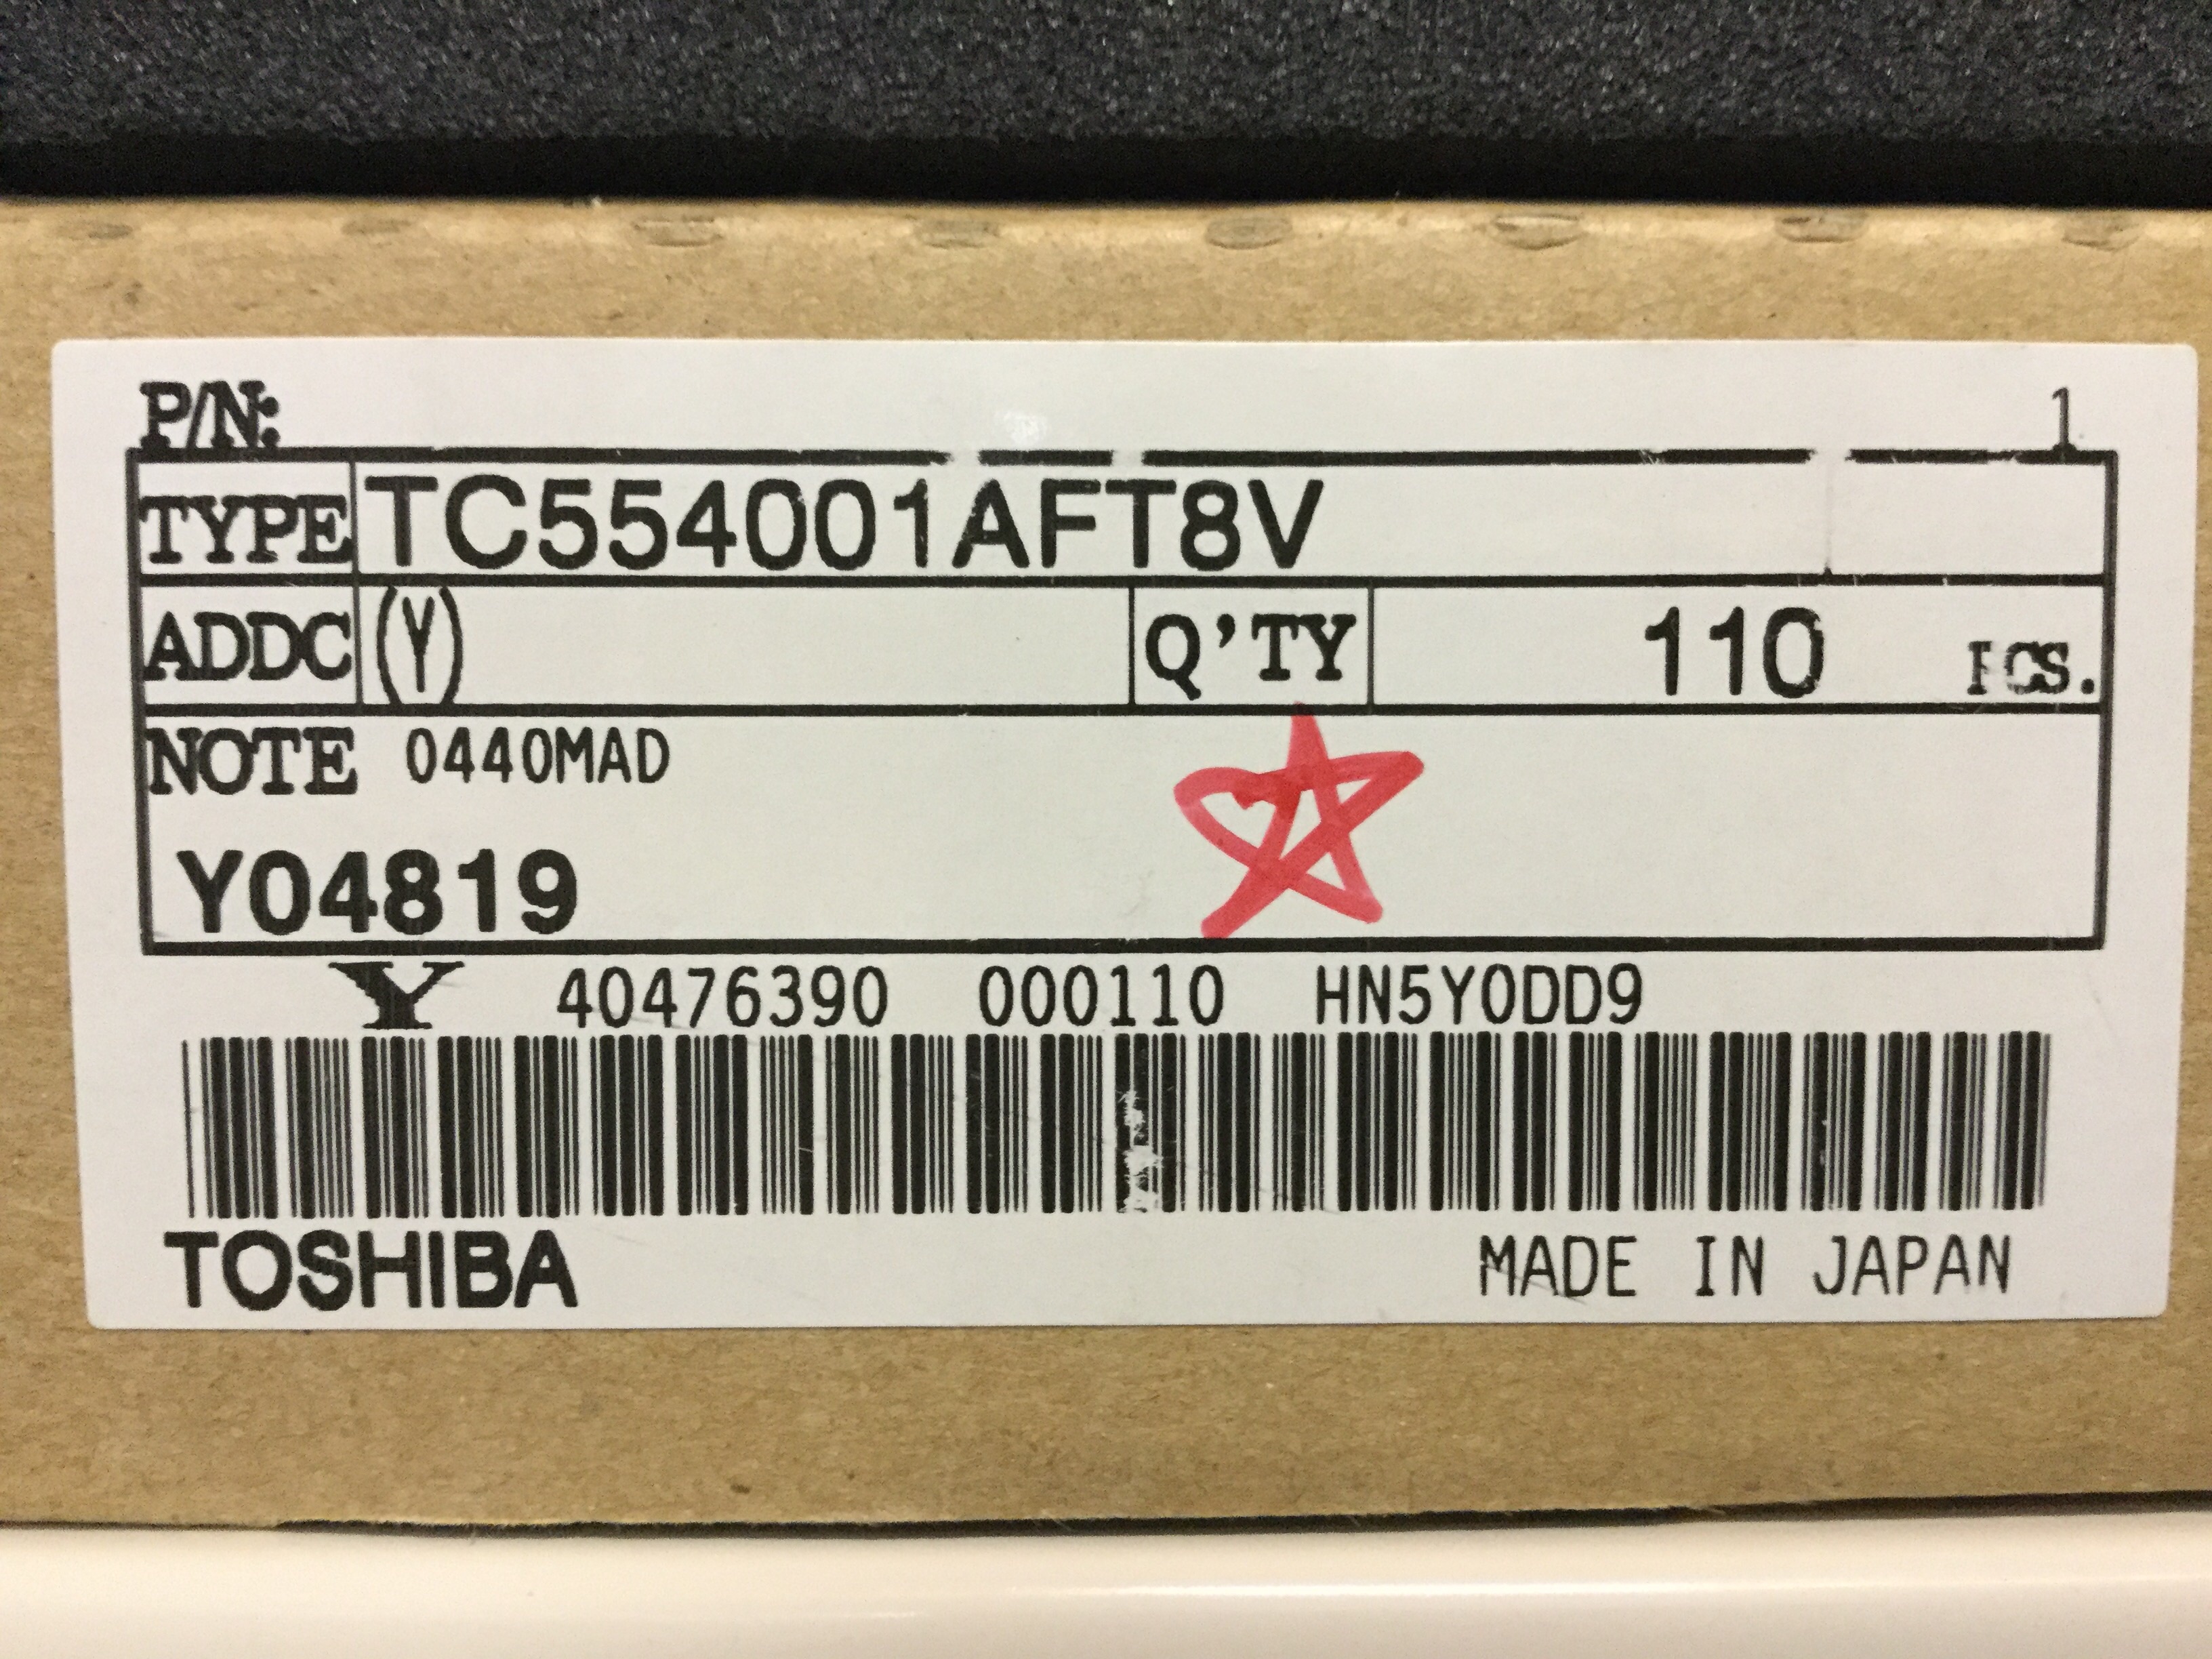 P/N: 1
TYPE TC554001AFT8V
ADDC (Y) Q'TY 110 PCS.
NOTE 0440MAD
Y04819
Y 40476390 000110 HN5Y0DD9
TOSHIBA MADE IN JAPAN